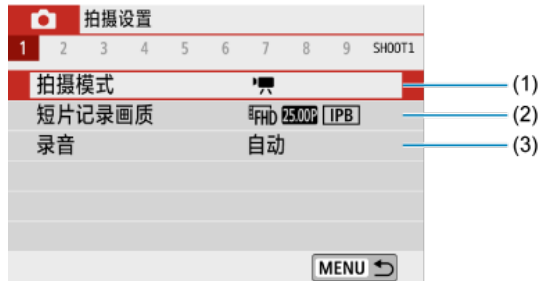 拍摄设置
1 2 3 4 5 6 7 8 9 SHOOT1
拍摄模式 (1)
短片记录画质 FHD 25.00P IPB (2)
录音 自动 (3)
MENU